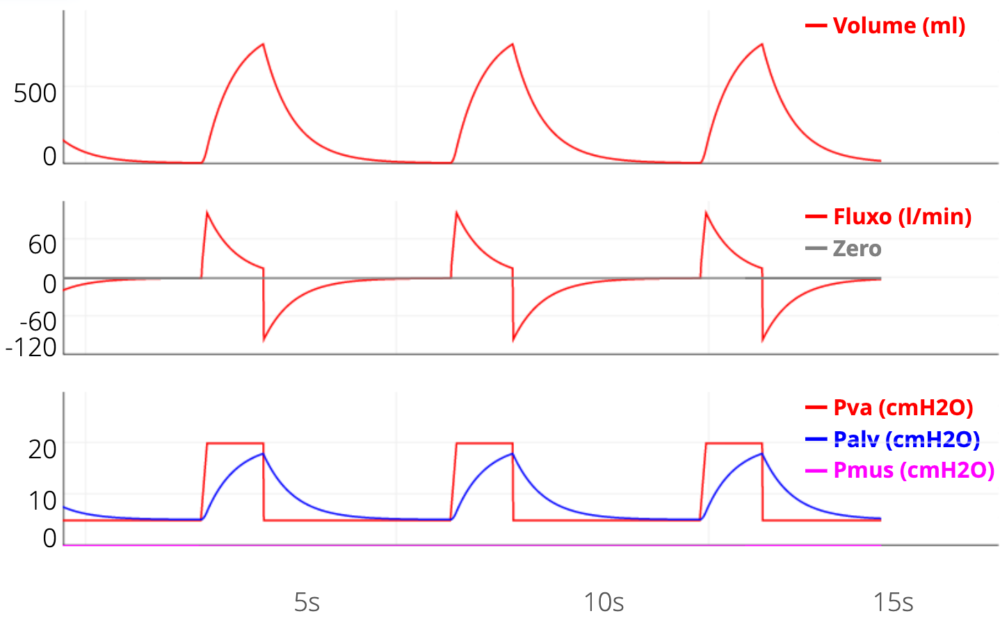 Volume (ml)
500
0
Fluxo (l/min)
Zero
60
0
-60
-120
Pva (cmH2O)
Palv (cmH2O)
Pmus (cmH2O)
20
10
0
5s 10s 15s